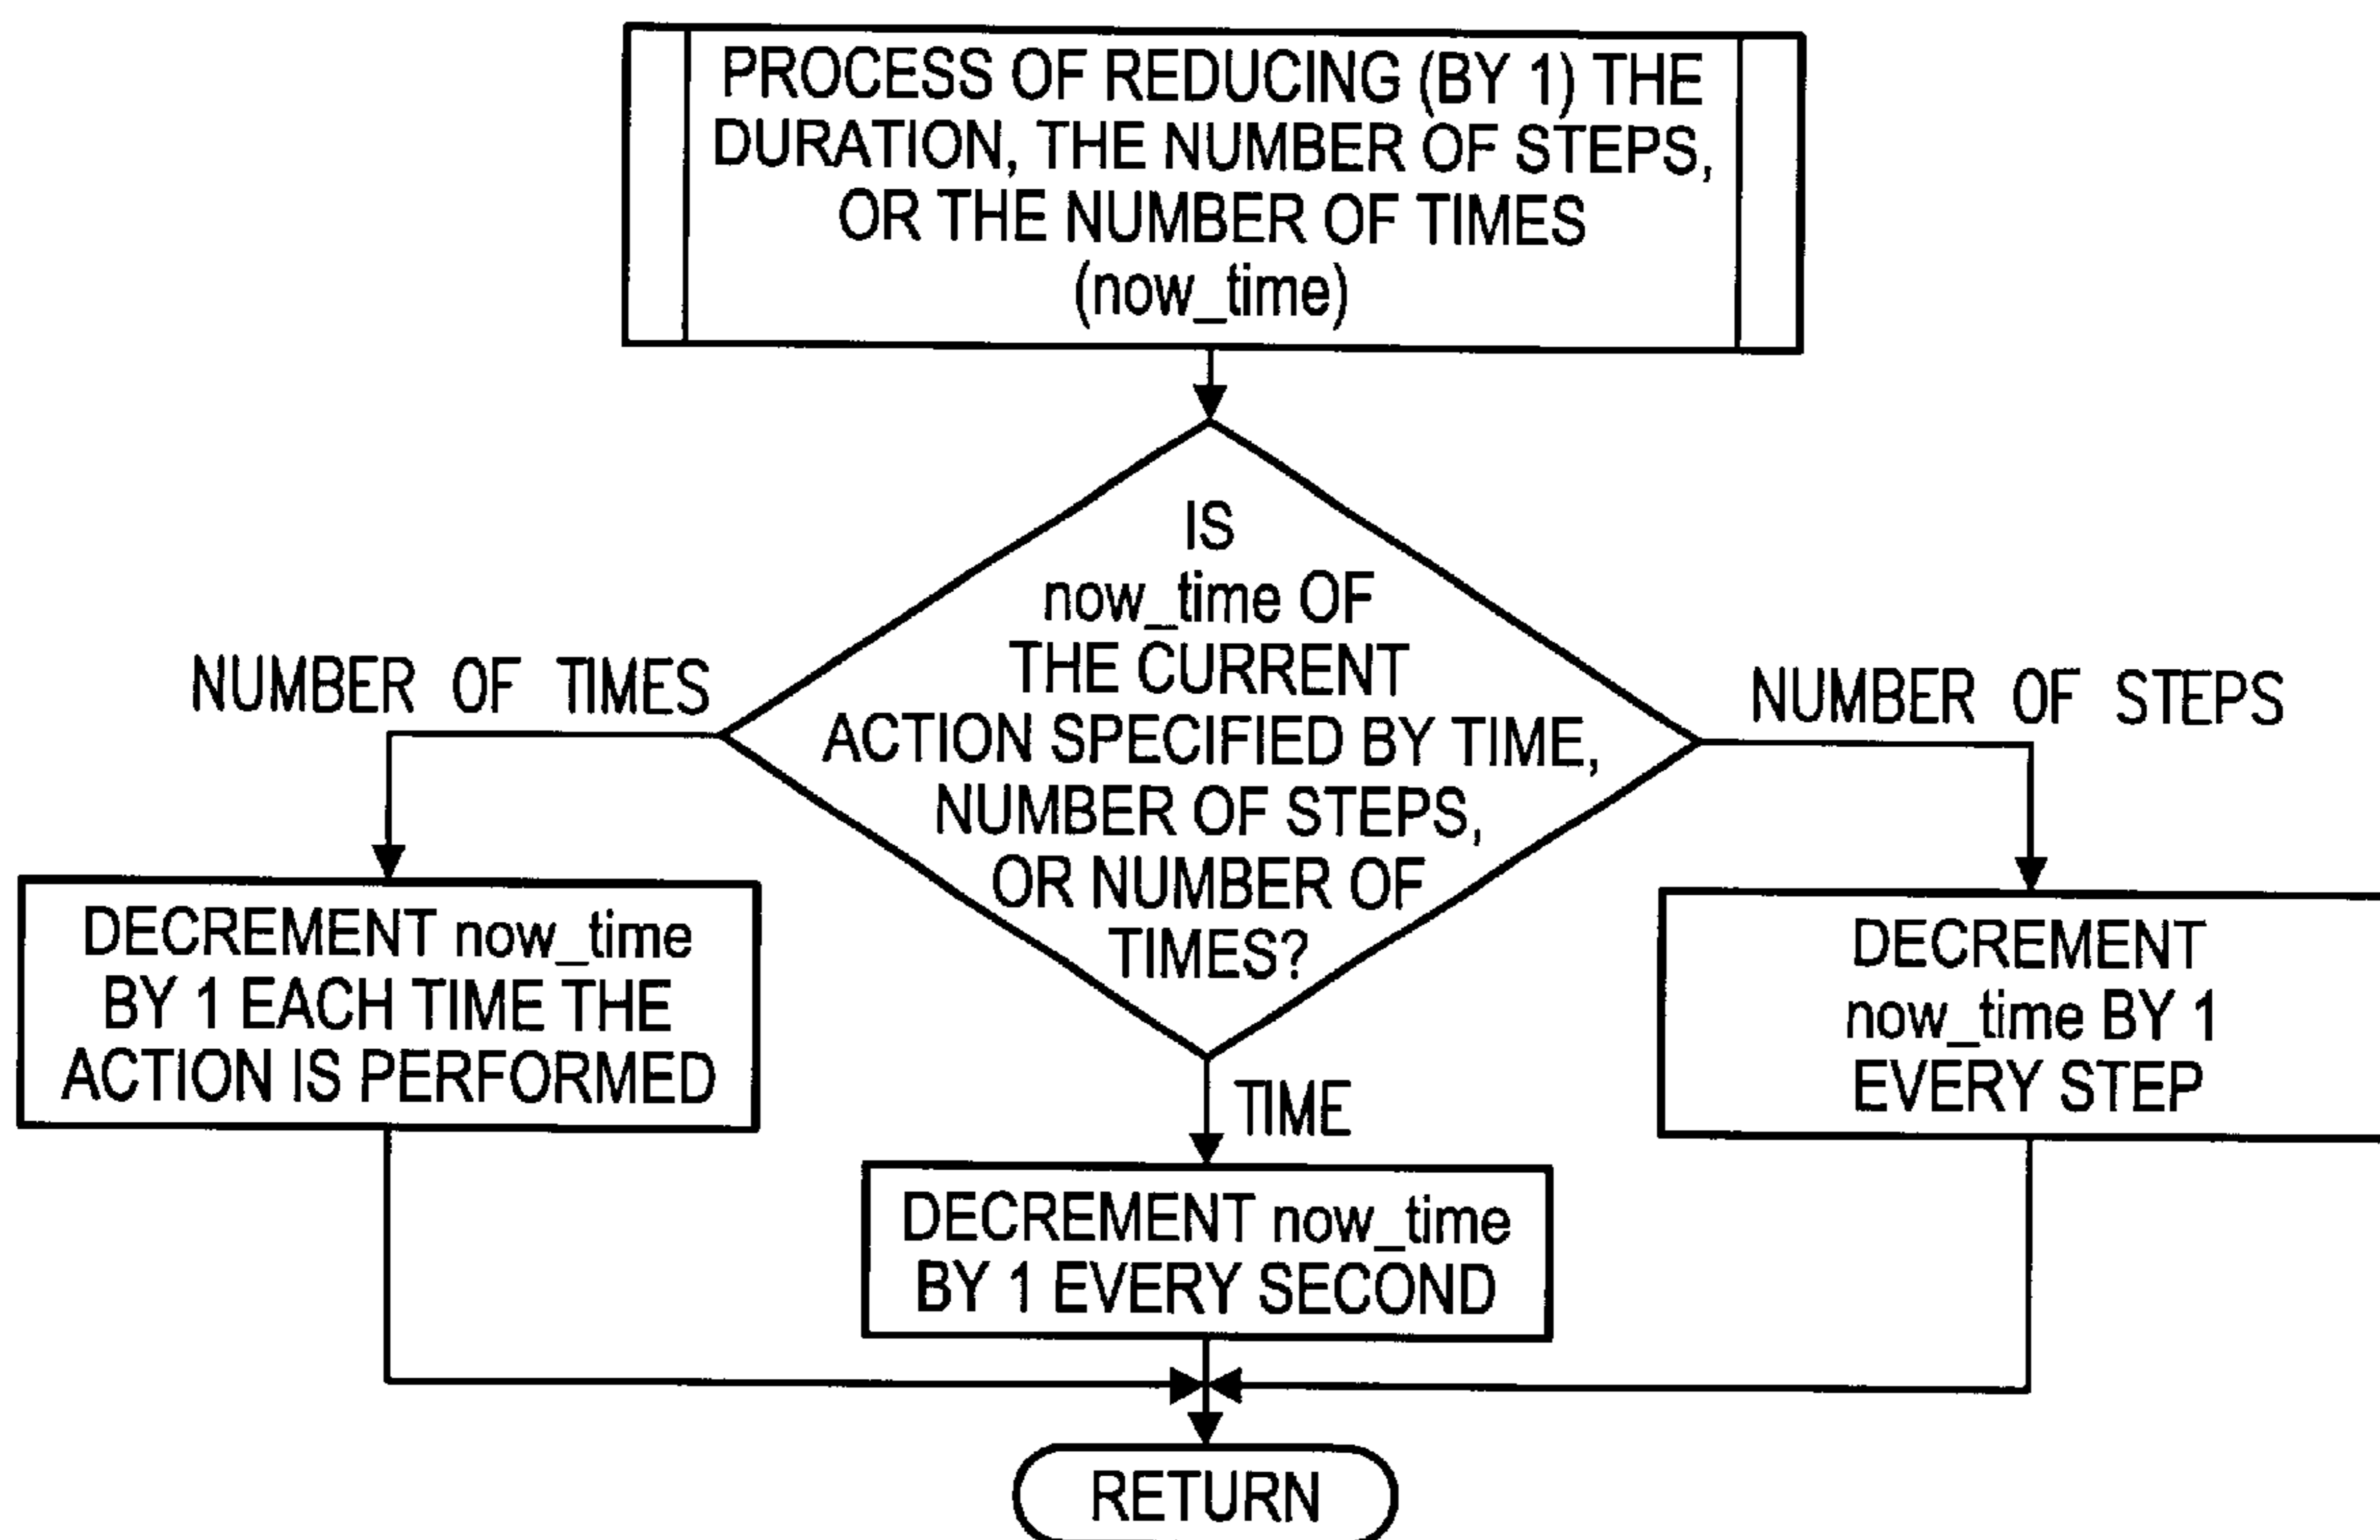 PROCESS OF REDUCING (BY 1) THE
DURATION, THE NUMBER OF STEPS,
OR THE NUMBER OF TIMES
(now_time)
IS
now_time OF
THE CURRENT
ACTION SPECIFIED BY TIME,
NUMBER OF STEPS,
OR NUMBER OF
TIMES?
NUMBER OF TIMES
NUMBER OF STEPS
DECREMENT now_time
BY 1 EACH TIME THE
ACTION IS PERFORMED
DECREMENT
now_time BY 1
EVERY STEP
TIME
DECREMENT now_time
BY 1 EVERY SECOND
RETURN